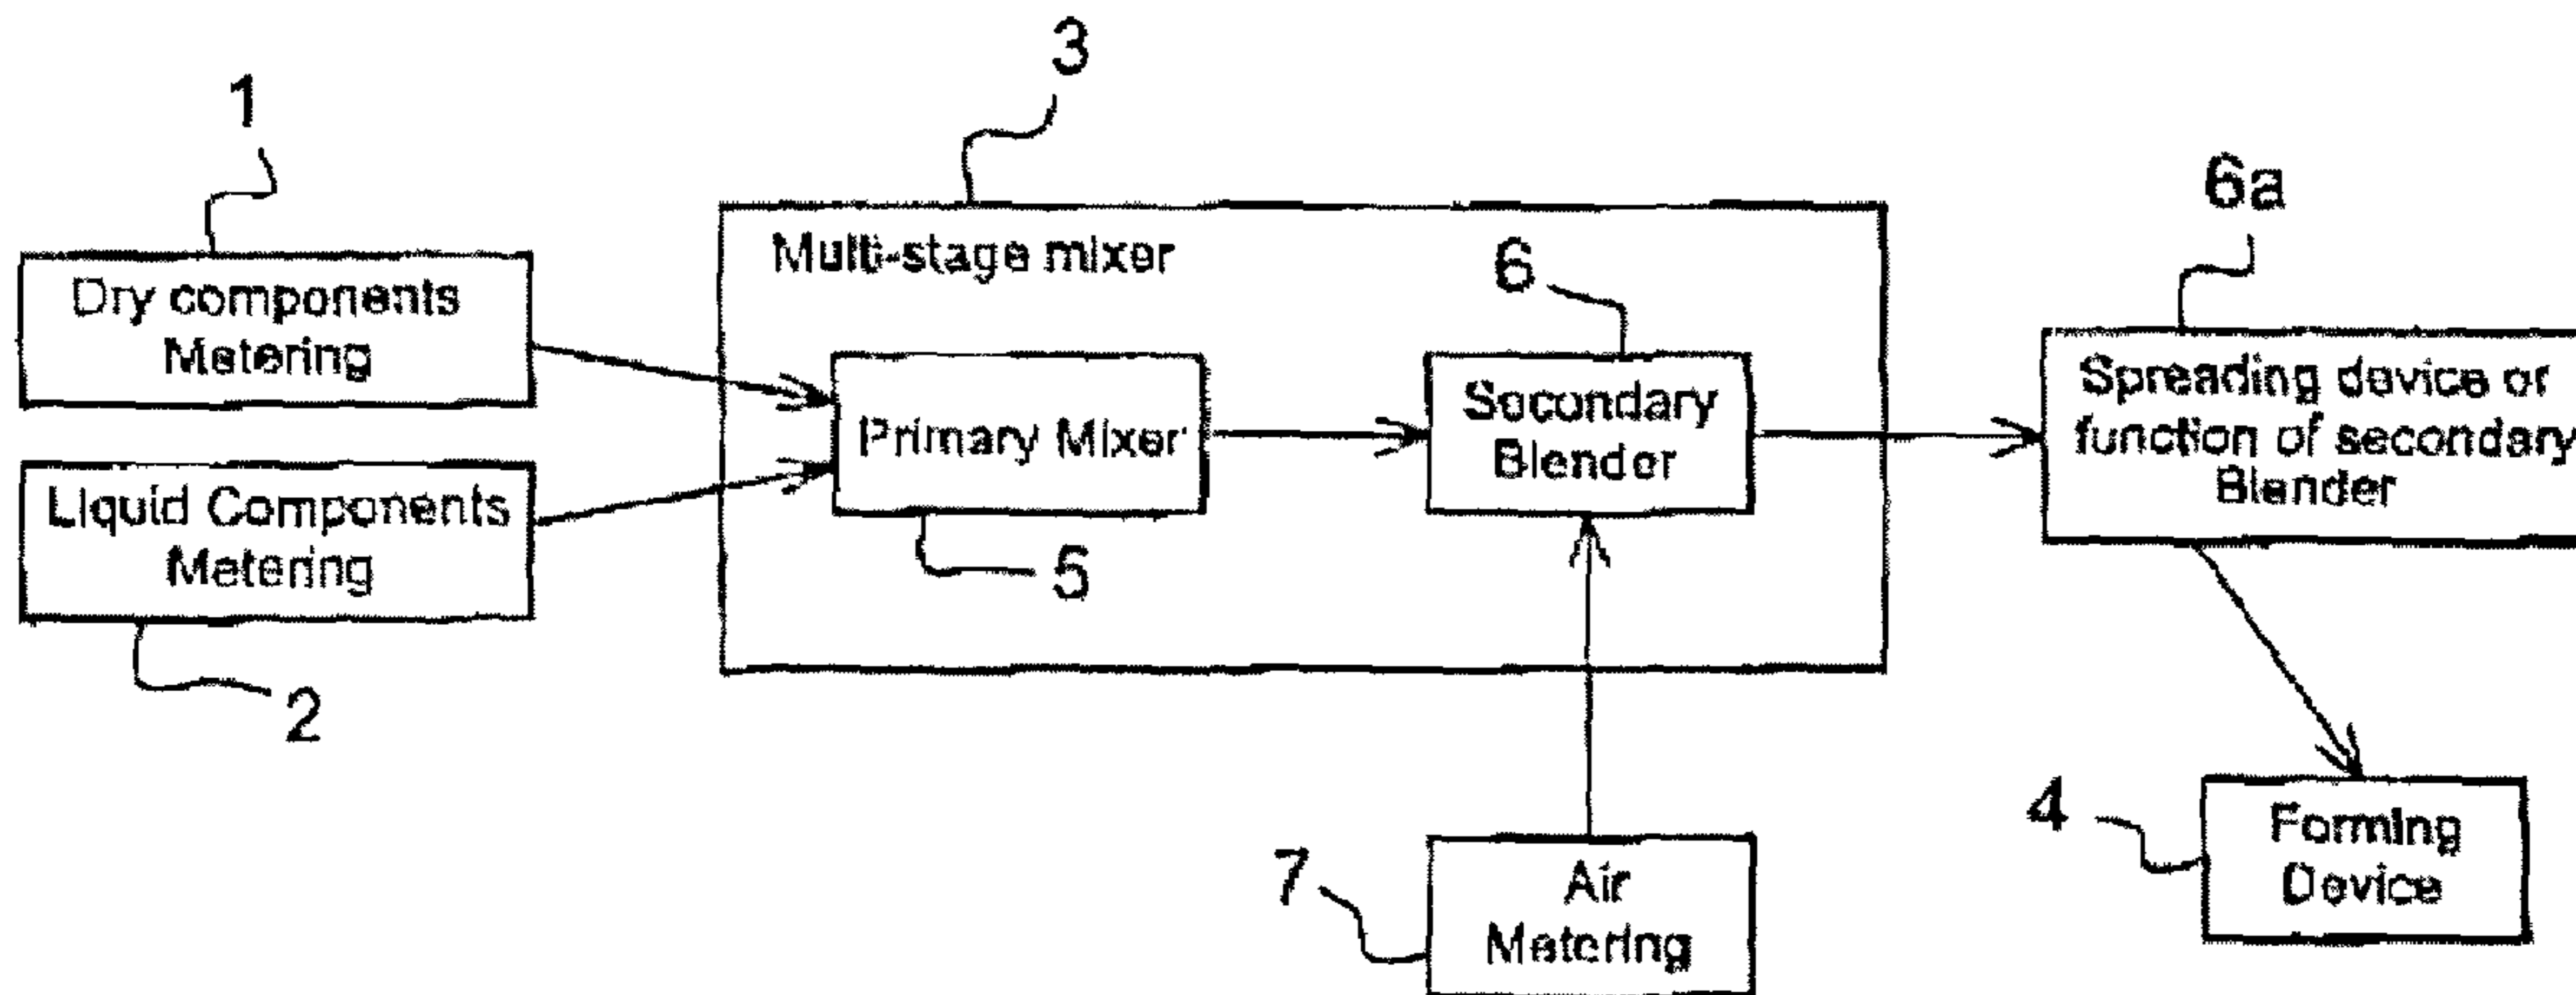 3
1
6a
Multi-stage mixer
6
Dry components
Metering
Primary Mixer
Socondary
Blender
Spreading device or
function of secondary
Blender
Liquid Components
Metering
5
2
4
Forming
Device
7
Air
Metering